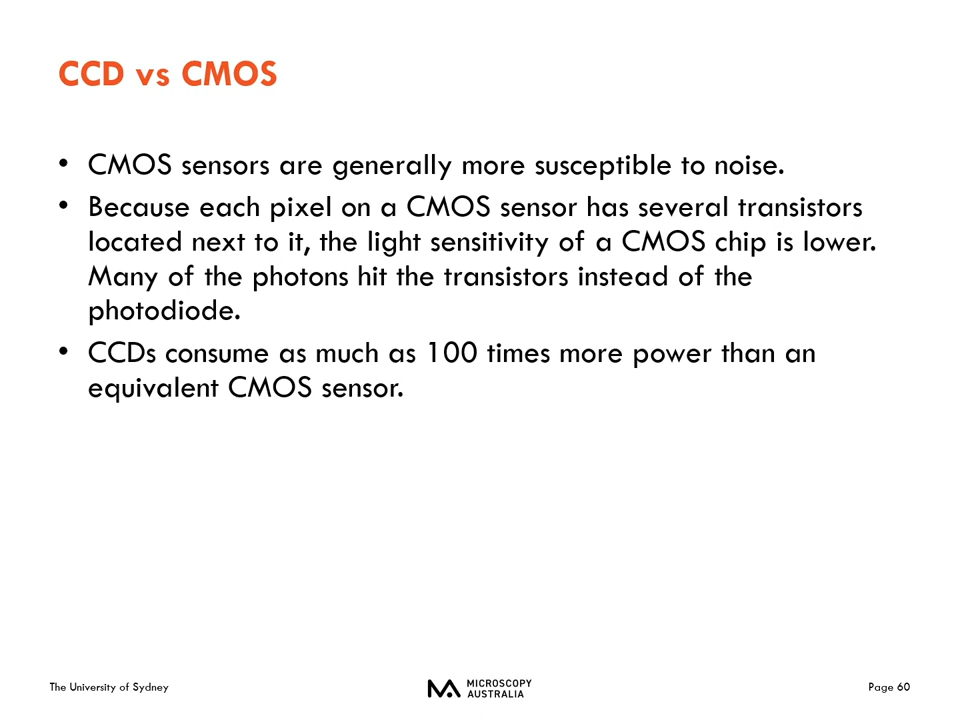 CCD vs CMOS
• CMOS sensors are generally more susceptible to noise.
• Because each pixel on a CMOS sensor has several transistors
located next to it, the light sensitivity of a CMOS chip is lower.
Many of the photons hit the transistors instead of the
photodiode.
• CCDs consume as much as 100 times more power than an
equivalent CMOS sensor.
The University of Sydney
MICROSCOPY
AUSTRALIA
Page 60